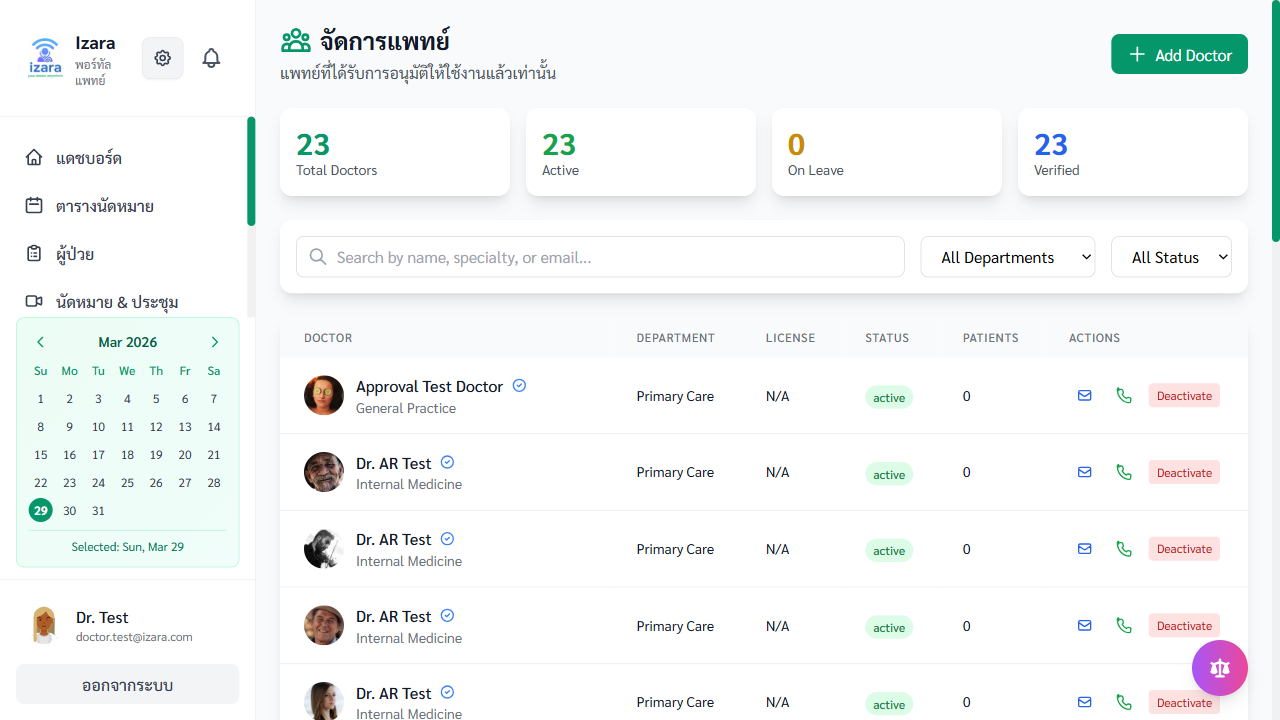 izara
Izara
พอร์ทัล
แพทย์
แดชบอร์ด
ตารางนัดหมาย
ผู้ป่วย
นัดหมาย & ประชุม
Mar 2026
Su Mo Tu We Th Fr Sa
1 2 3 4 5 6 7
8 9 10 11 12 13 14
15 16 17 18 19 20 21
22 23 24 25 26 27 28
29 30 31
Selected: Sun, Mar 29
Dr. Test
doctor.test@izara.com
ออกจากระบบ
จัดการแพทย์
แพทย์ที่ได้รับการอนุมัติให้ใช้งานแล้วเท่านั้น
Add Doctor
23
Total Doctors
23
Active
0
On Leave
23
Verified
Search by name, specialty, or email...
All Departments
All Status
DOCTOR DEPARTMENT LICENSE STATUS PATIENTS ACTIONS
Approval Test Doctor
General Practice
Primary Care N/A active 0 Deactivate
Dr. AR Test
Internal Medicine
Primary Care N/A active 0 Deactivate
Dr. AR Test
Internal Medicine
Primary Care N/A active 0 Deactivate
Dr. AR Test
Internal Medicine
Primary Care N/A active 0 Deactivate
Dr. AR Test
Internal Medicine
Primary Care N/A active 0 Deactivate